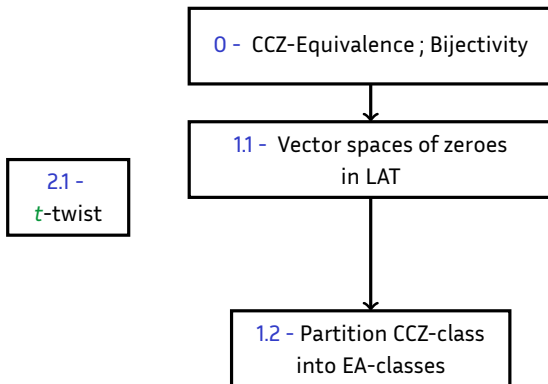 0 - CCZ-Equivalence ; Bijectivity
1.1 - Vector spaces of zeroes
in LAT
2.1 -
t-twist
1.2 - Partition CCZ-class
into EA-classes